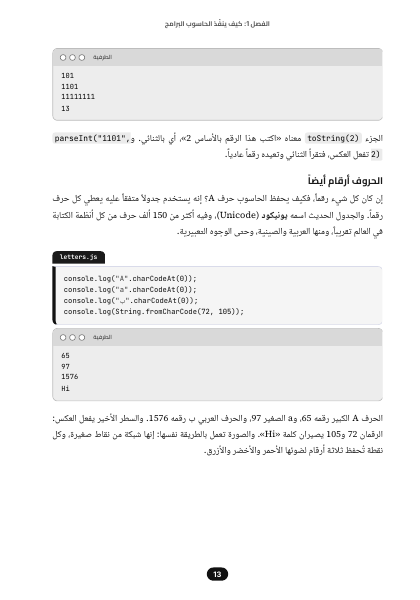 الفصل 1: كيف ينفّذ الحاسوب البرامج
الطرفية
101
1101
11111111
13
الجزء toString(2) معناه «اكتب هذا الرقم بالأساس 2»، أي بالثنائي. وparseInt("1101",
2) تفعل العكس، فتقرأ الثنائي وتعيده رقماً عادياً.
الحروف أرقام أيضاً
إن كان كل شيء رقماً، فكيف يحفظ الحاسوب حرف A؟ إنه يستخدم جدولاً متفقاً عليه يعطي كل حرف
رقماً. والجدول الحديث اسمه يونيكود (Unicode)، وفيه أكثر من 150 ألف حرف من كل أنظمة الكتابة
في العالم تقريباً، ومنها العربية والصينية، وحتى الوجوه التعبيرية.
letters.js
console.log("A".charCodeAt(0));
console.log("a".charCodeAt(0));
console.log("ب".charCodeAt(0));
console.log(String.fromCharCode(72, 105));
الطرفية
65
97
1576
Hi
الحرف A الكبير رقمه 65، وa الصغير 97، والحرف العربي ب رقمه 1576. والسطر الأخير يفعل العكس:
الرقمان 72 و105 يصيران كلمة «Hi». والصورة تعمل بالطريقة نفسها: إنها شبكة من نقاط صغيرة، وكل
نقطة تُحفظ ثلاثة أرقام لضوئها الأحمر والأخضر والأزرق.
13